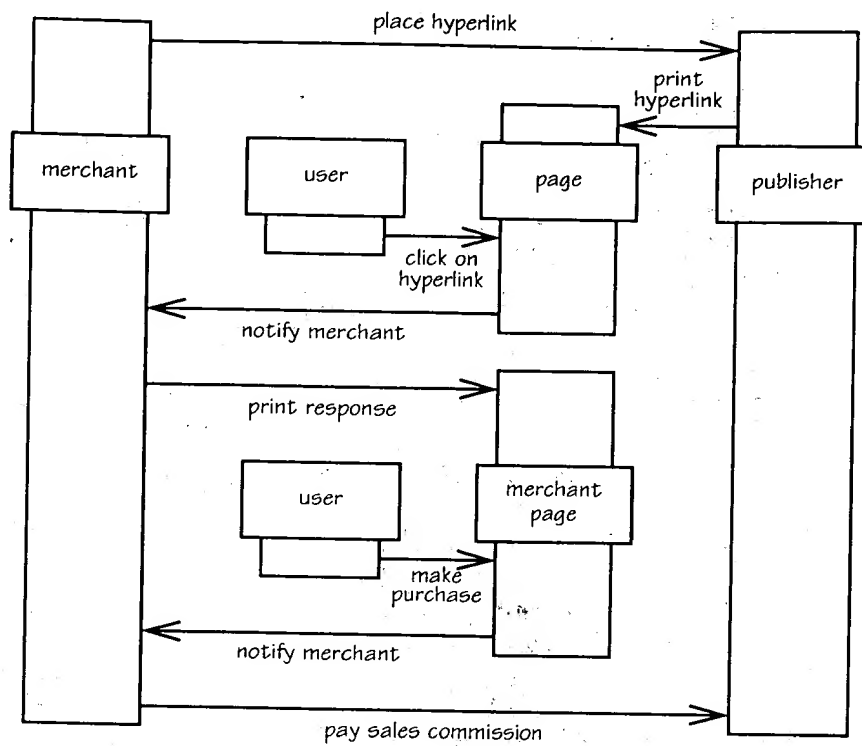 place hyperlink
print
hyperlink
merchant
user
page
publisher
click on
hyperlink
notify merchant
print response
user
merchant
page
make
purchase
notify merchant
pay sales commission